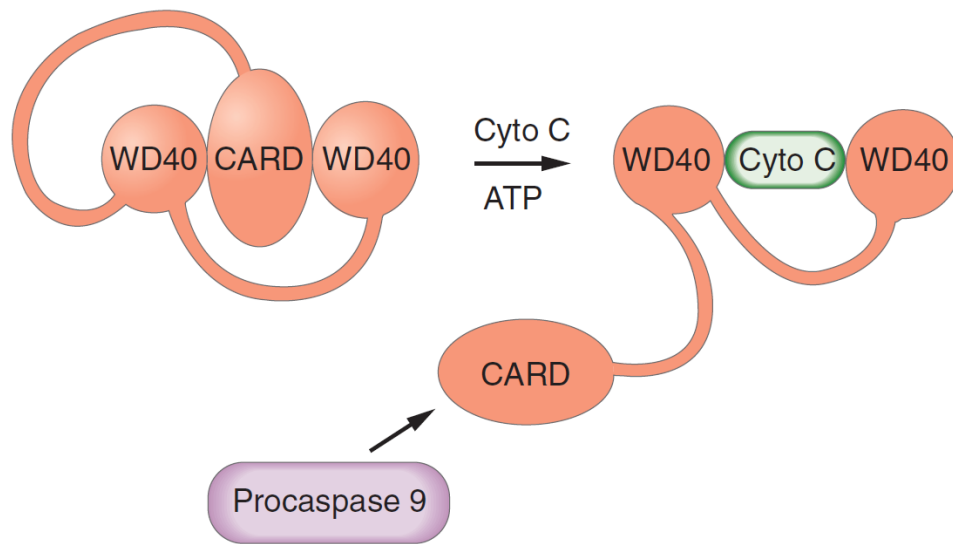 WD40 CARD WD40
Cyto C
ATP
WD40 Cyto C WD40
CARD
Procaspase 9